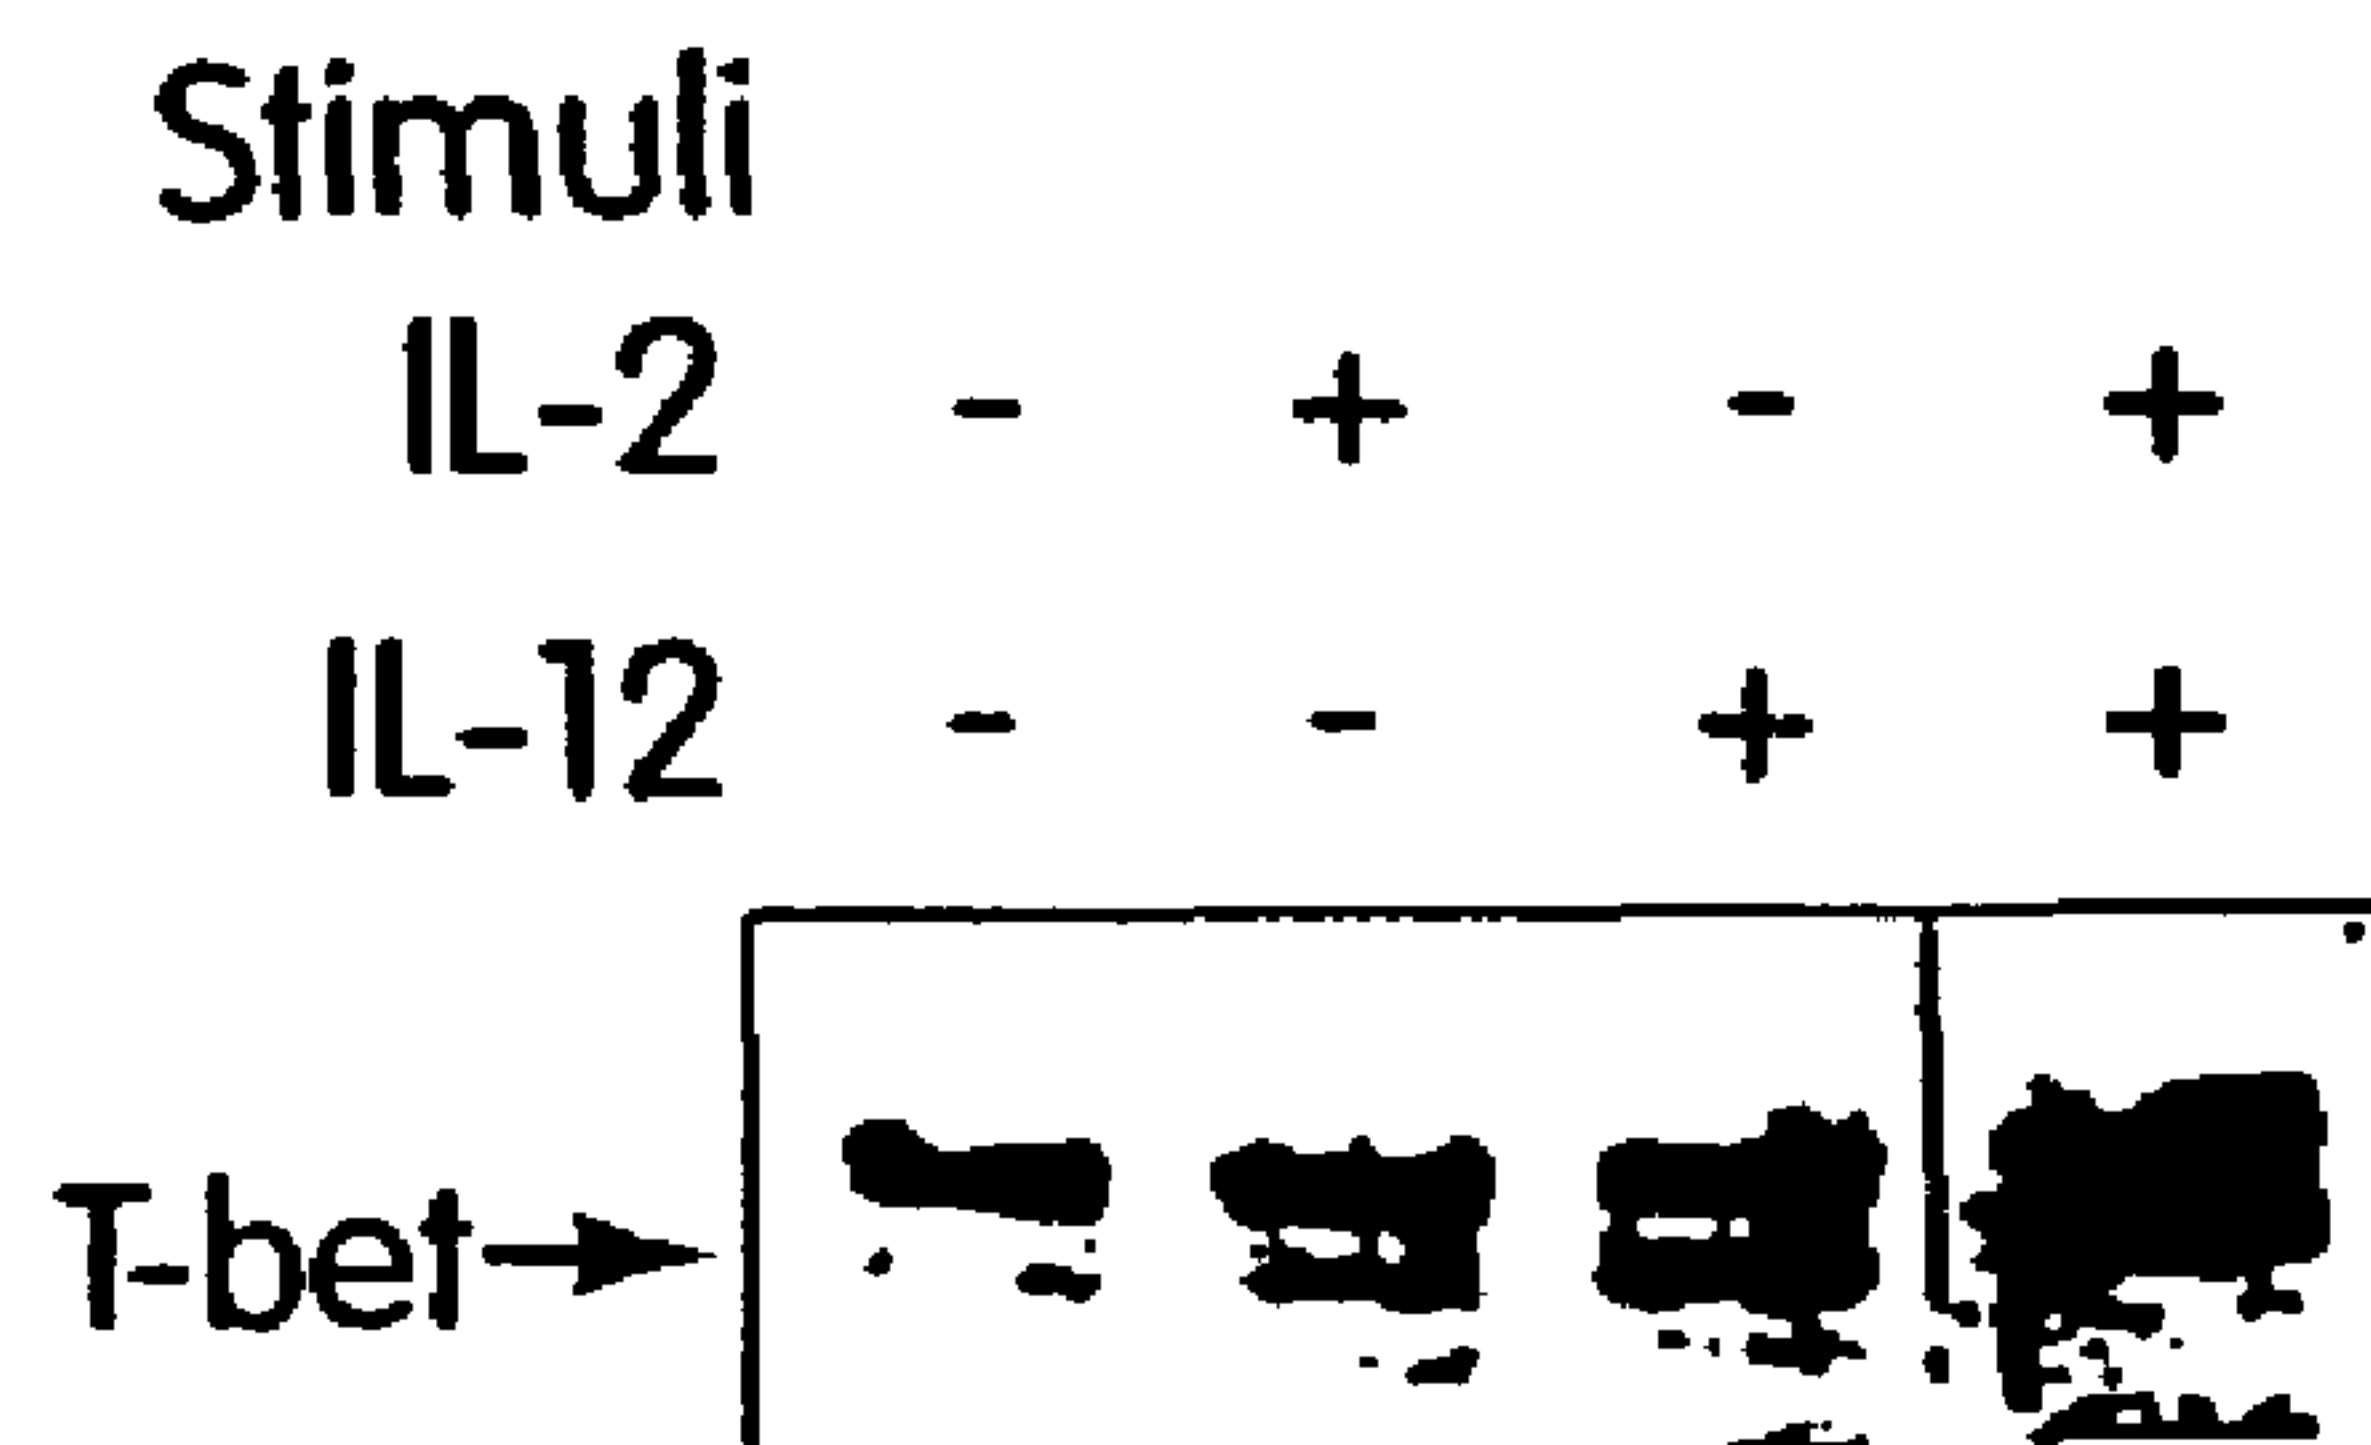 Stimuli
IL-2 - + - +
IL-12 - - + +
T-bet